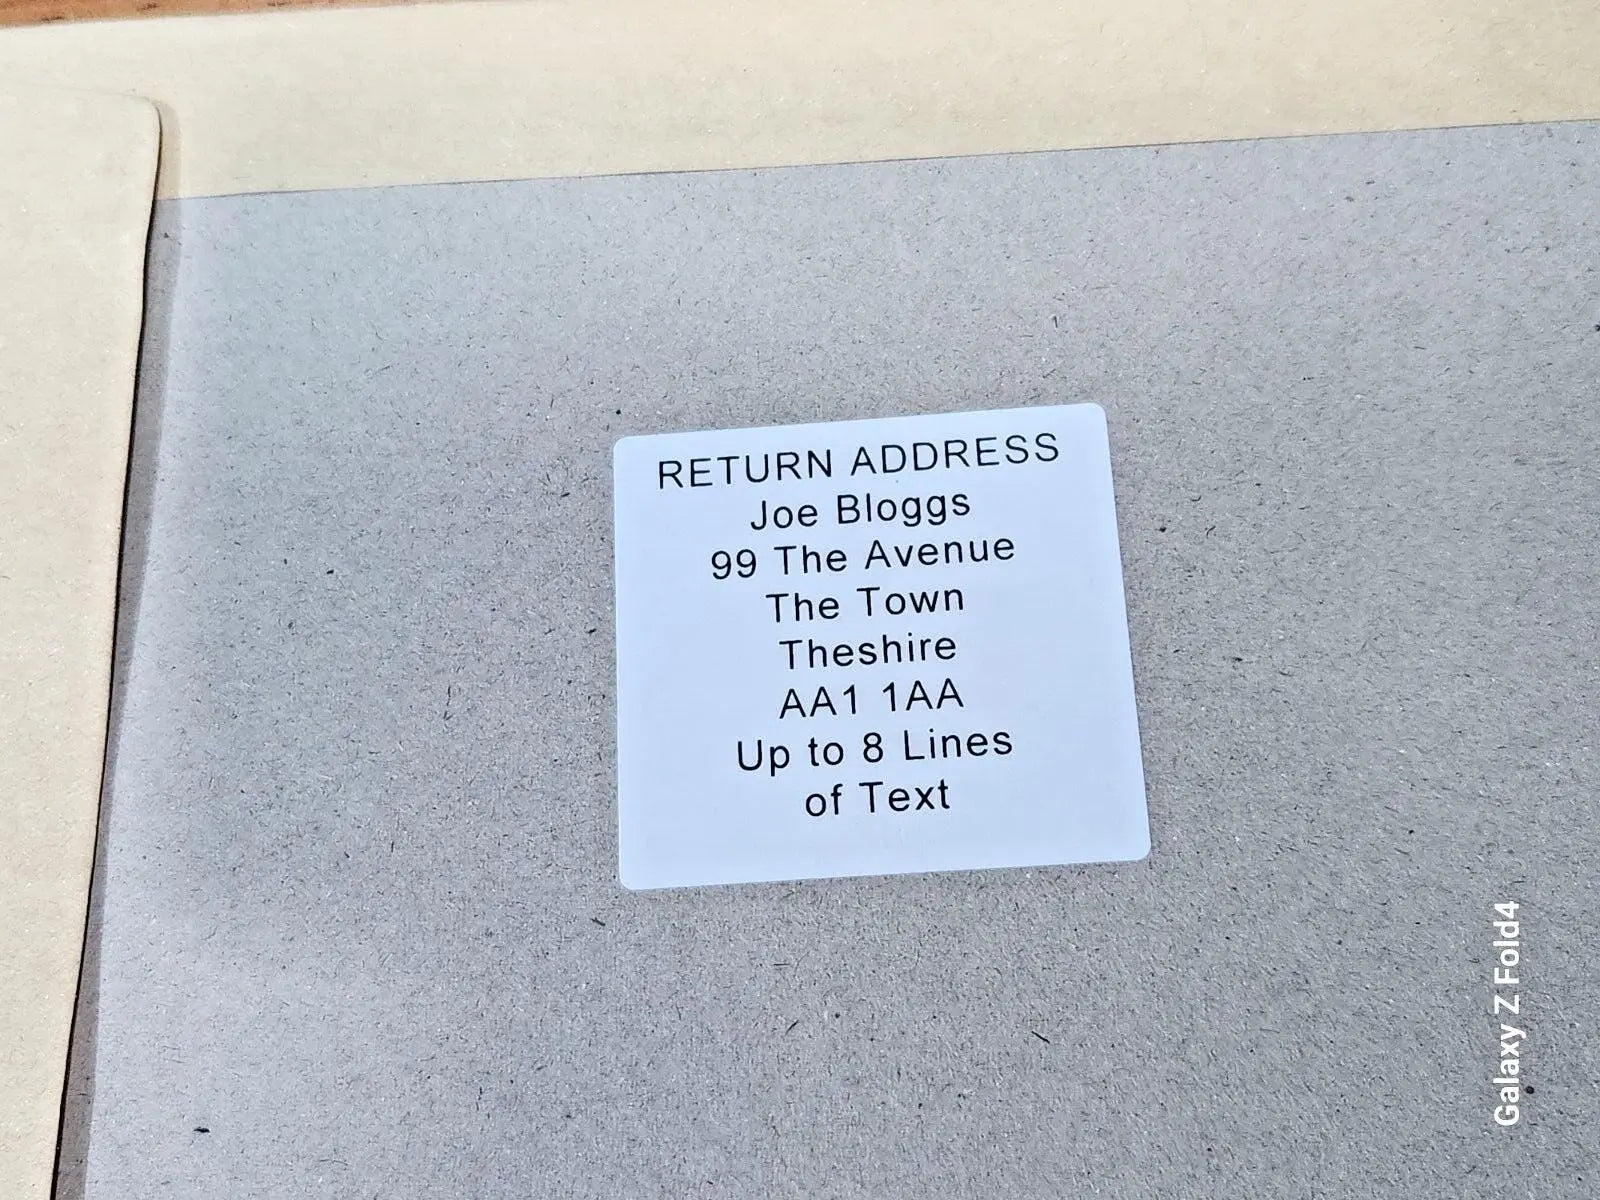 RETURN ADDRESS
Joe Bloggs
99 The Avenue
The Town
Theshire
AA1 1AA
Up to 8 Lines
of Text
Galaxy Z Fold4